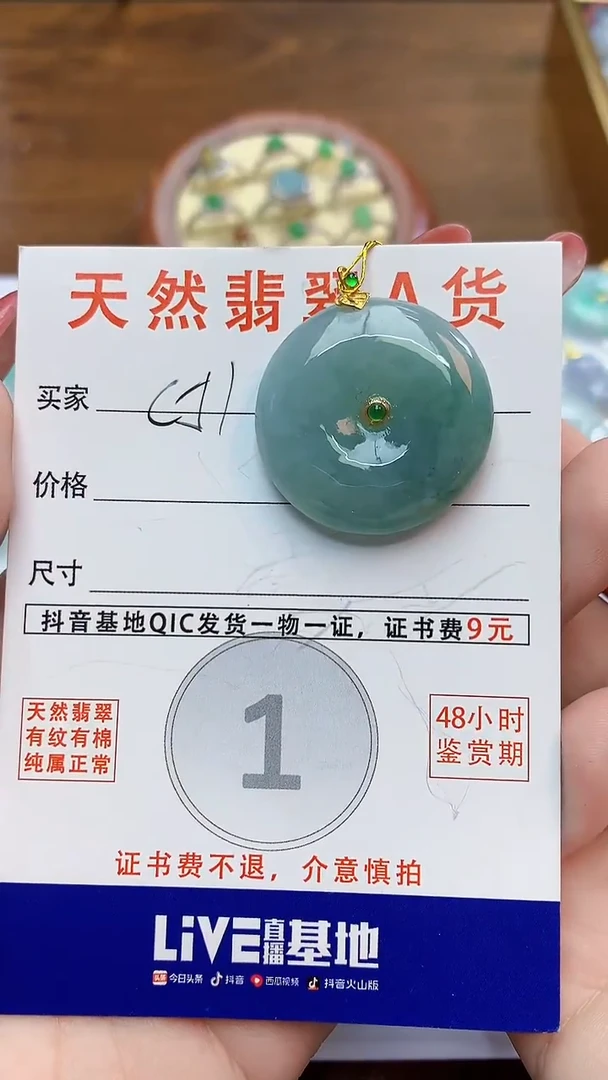 天然翡翠A货
买家
价格
尺寸
抖音基地QIC发货一物一证，证书费9元
天然翡翠
有纹有棉
纯属正常
1
48小时
鉴赏期
证书费不退，介意慎拍
LiVE直播基地
头条 今日头条 抖音 西瓜视频 抖音火山版